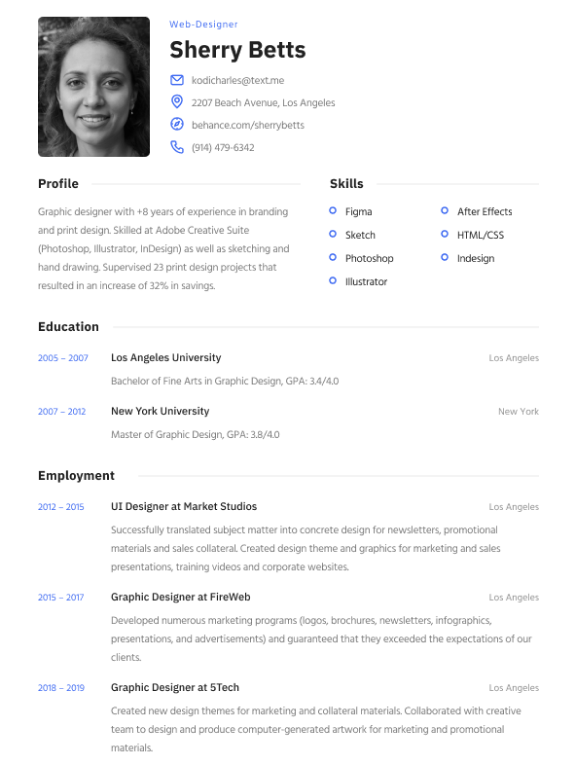 Web-Designer
Sherry Betts
kodicharles@text.me
2207 Beach Avenue, Los Angeles
behance.com/sherrybetts
(914) 479-6342
Profile
Graphic designer with +8 years of experience in branding
and print design. Skilled at Adobe Creative Suite
(Photoshop, Illustrator, InDesign) as well as sketching and
hand drawing. Supervised 23 print design projects that
resulted in an increase of 32% in savings.
Skills
Figma
After Effects
Sketch
HTML/CSS
Photoshop
Indesign
Illustrator
Education
2005 – 2007 Los Angeles University Los Angeles
Bachelor of Fine Arts in Graphic Design, GPA: 3.4/4.0
2007 – 2012 New York University New York
Master of Graphic Design, GPA: 3.8/4.0
Employment
2012 – 2015 UI Designer at Market Studios Los Angeles
Successfully translated subject matter into concrete design for newsletters, promotional
materials and sales collateral. Created design theme and graphics for marketing and sales
presentations, training videos and corporate websites.
2015 – 2017 Graphic Designer at FireWeb Los Angeles
Developed numerous marketing programs (logos, brochures, newsletters, infographics,
presentations, and advertisements) and guaranteed that they exceeded the expectations of our
clients.
2018 – 2019 Graphic Designer at 5Tech Los Angeles
Created new design themes for marketing and collateral materials. Collaborated with creative
team to design and produce computer-generated artwork for marketing and promotional
materials.